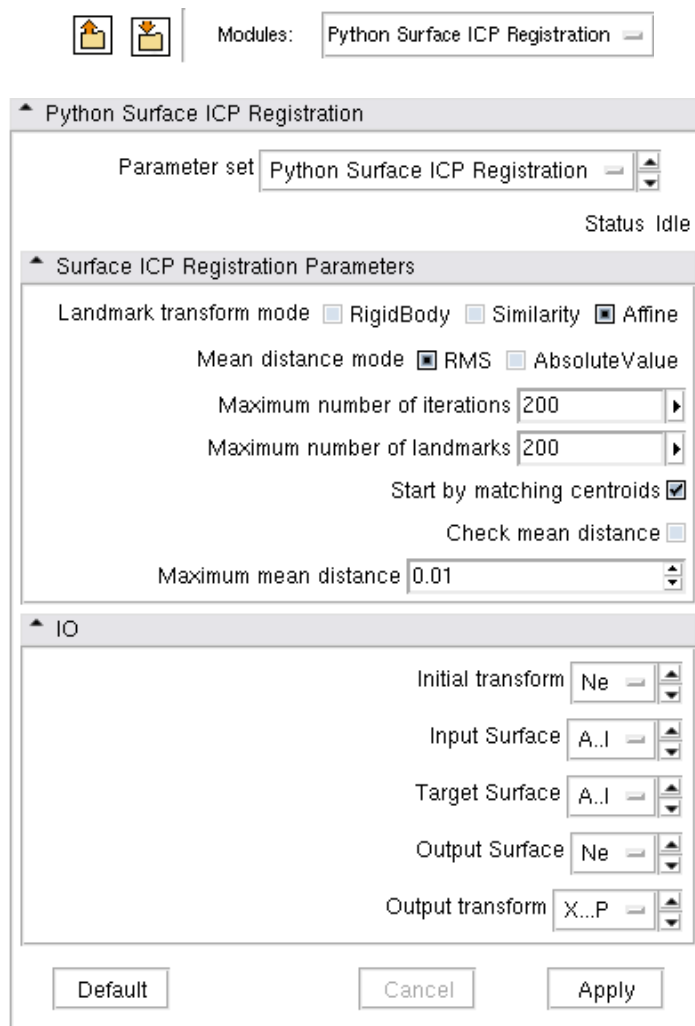 Modules: Python Surface ICP Registration
Python Surface ICP Registration
Parameter set Python Surface ICP Registration
Status Idle
Surface ICP Registration Parameters
Landmark transform mode RigidBody Similarity Affine
Mean distance mode RMS AbsoluteValue
Maximum number of iterations 200
Maximum number of landmarks 200
Start by matching centroids
Check mean distance
Maximum mean distance 0.01
IO
Initial transform Ne
Input Surface A..I
Target Surface A..I
Output Surface Ne
Output transform X...P
Default Cancel Apply